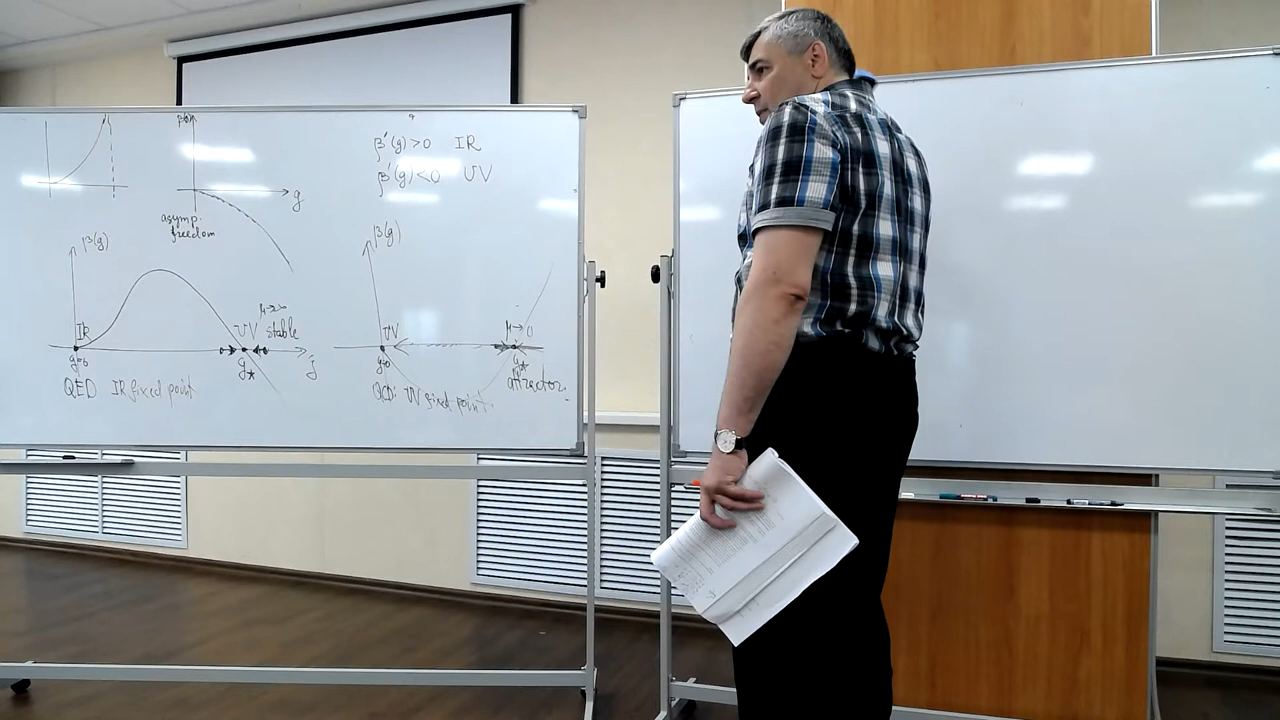 β(g)
g
asymp.
freedom
β'(g)>0 IR
β'(g)<0 UV
β(g)
IR
g=0
UV
μ→∞
stable
g
g*
QED IR fixed point
β(g)
UV
g=0
μ→0
g*
attractor
QCD: UV fixed point